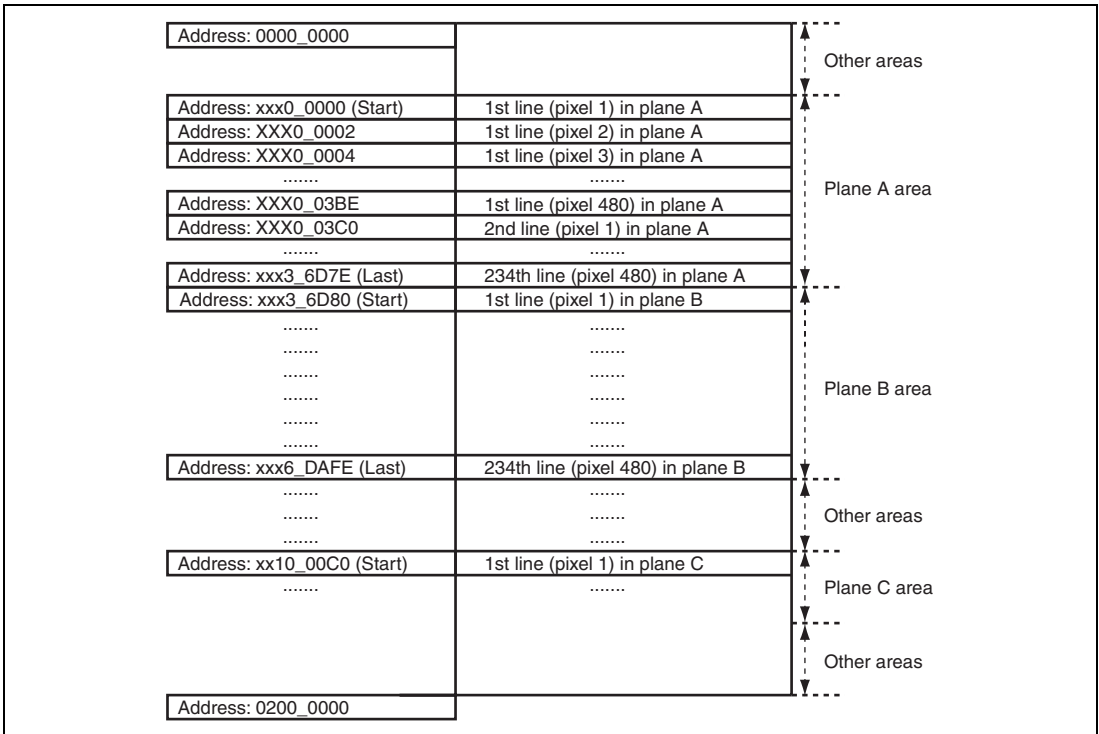 Address: 0000_0000
Other areas
Address: xxx0_0000 (Start) 1st line (pixel 1) in plane A
Address: XXX0_0002 1st line (pixel 2) in plane A
Address: XXX0_0004 1st line (pixel 3) in plane A
....... .......
Plane A area
Address: XXX0_03BE 1st line (pixel 480) in plane A
Address: XXX0_03C0 2nd line (pixel 1) in plane A
....... .......
Address: xxx3_6D7E (Last) 234th line (pixel 480) in plane A
Address: xxx3_6D80 (Start) 1st line (pixel 1) in plane B
....... .......
....... .......
....... .......
Plane B area
....... .......
....... .......
....... .......
Address: xxx6_DAFE (Last) 234th line (pixel 480) in plane B
....... .......
....... .......
Other areas
....... .......
Address: xx10_00C0 (Start) 1st line (pixel 1) in plane C
....... .......
Plane C area
Other areas
Address: 0200_0000